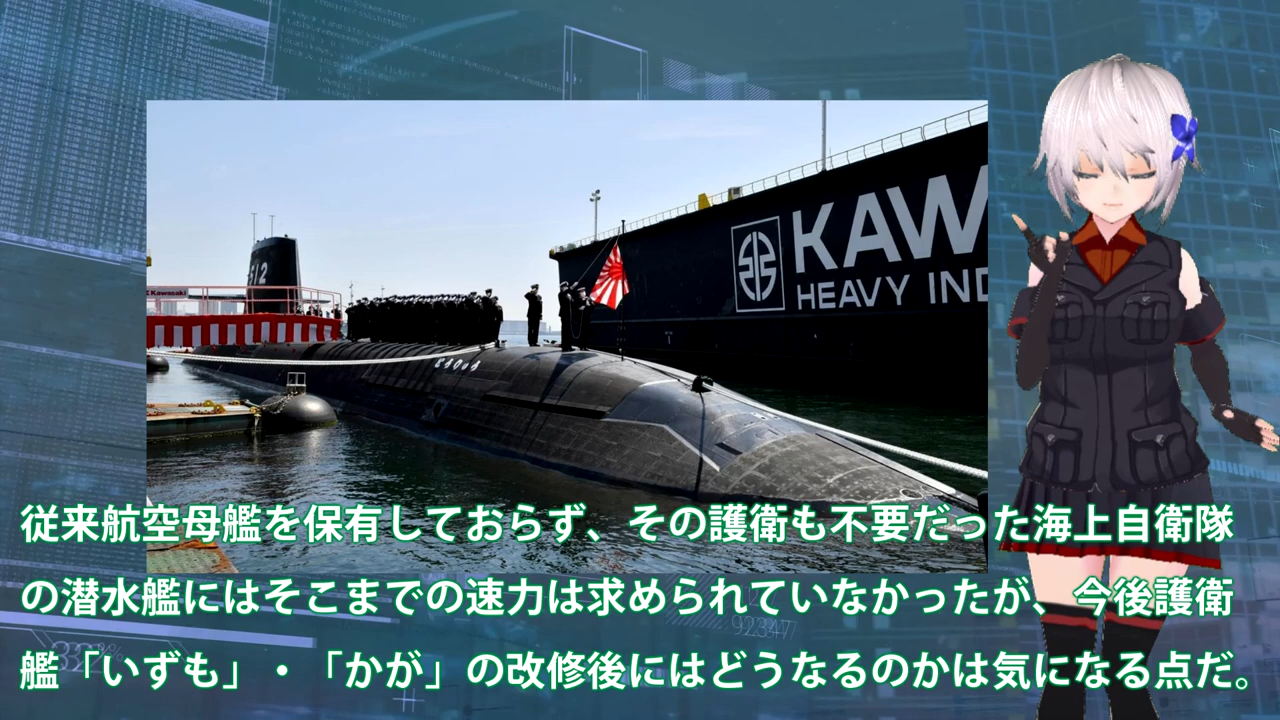 512
Kawasaki
KAW
HEAVY IND
従来航空母艦を保有しておらず、その護衛も不要だった海上自衛隊
の潜水艦にはそこまでの速力は求められていなかったが、今後護衛
艦「いずも」・「かが」の改修後にはどうなるのかは気になる点だ。